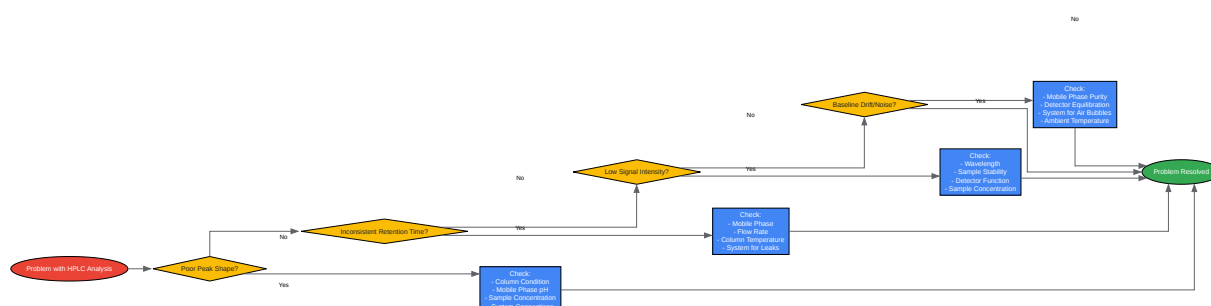 No
Check:
- Mobile Phase Purity
- Detector Equilibration
- System for Air Bubbles
- Ambient Temperature
Baseline Drift/Noise?
Yes
No
Check:
- Wavelength
- Sample Stability
- Detector Function
- Sample Concentration
Low Signal Intensity?
Yes
Problem Resolved
No
Check:
- Mobile Phase
- Flow Rate
- Column Temperature
- System for Leaks
Inconsistent Retention Time?
Yes
No
Problem with HPLC Analysis
Poor Peak Shape?
Yes
Check:
- Column Condition
- Mobile Phase pH
- Sample Concentration